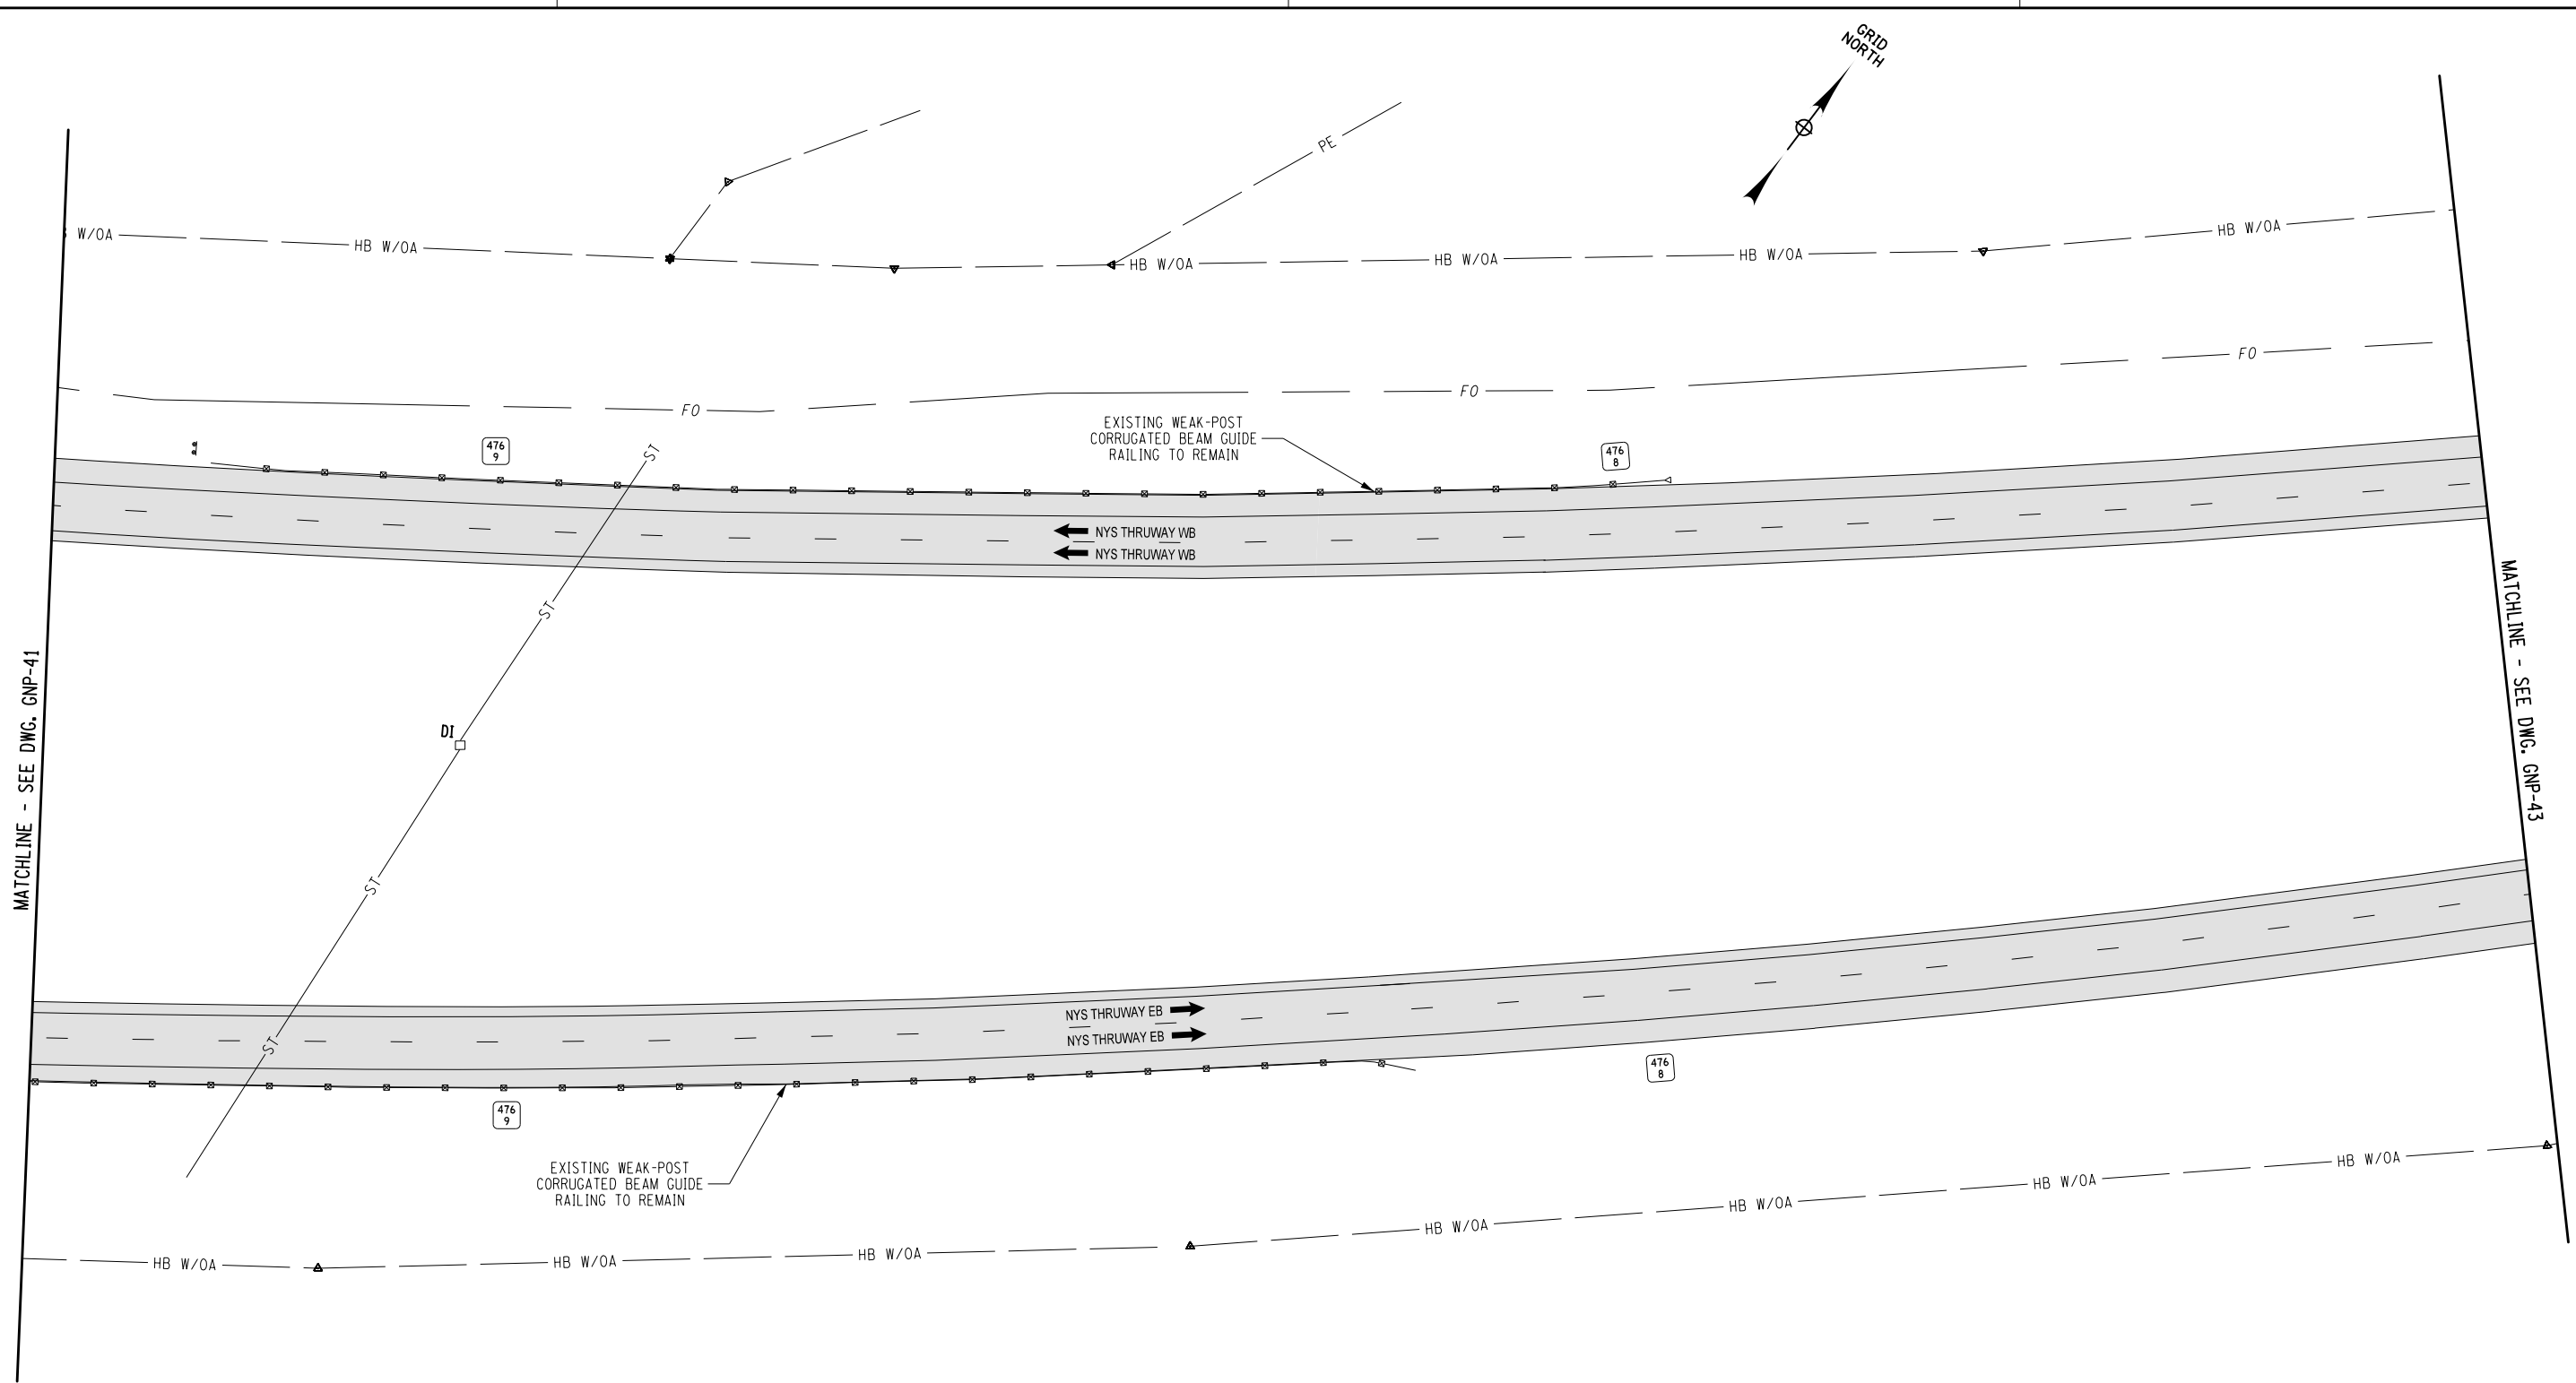 GRID
NORTH
PE
W/OA
HB W/OA
HB W/OA
HB W/OA
HB W/OA
HB W/OA
FO
FO
FO
EXISTING WEAK-POST
CORRUGATED BEAM GUIDE
RAILING TO REMAIN
476
9
476
8
ST
NYS THRUWAY WB
NYS THRUWAY WB
ST
MATCHLINE - SEE DWG. GNP-41
MATCHLINE - SEE DWG. GNP-43
DI
ST
NYS THRUWAY EB
NYS THRUWAY EB
ST
476
8
476
9
EXISTING WEAK-POST
CORRUGATED BEAM GUIDE
RAILING TO REMAIN
HB W/OA
HB W/OA
HB W/OA
HB W/OA
HB W/OA
HB W/OA
HB W/OA